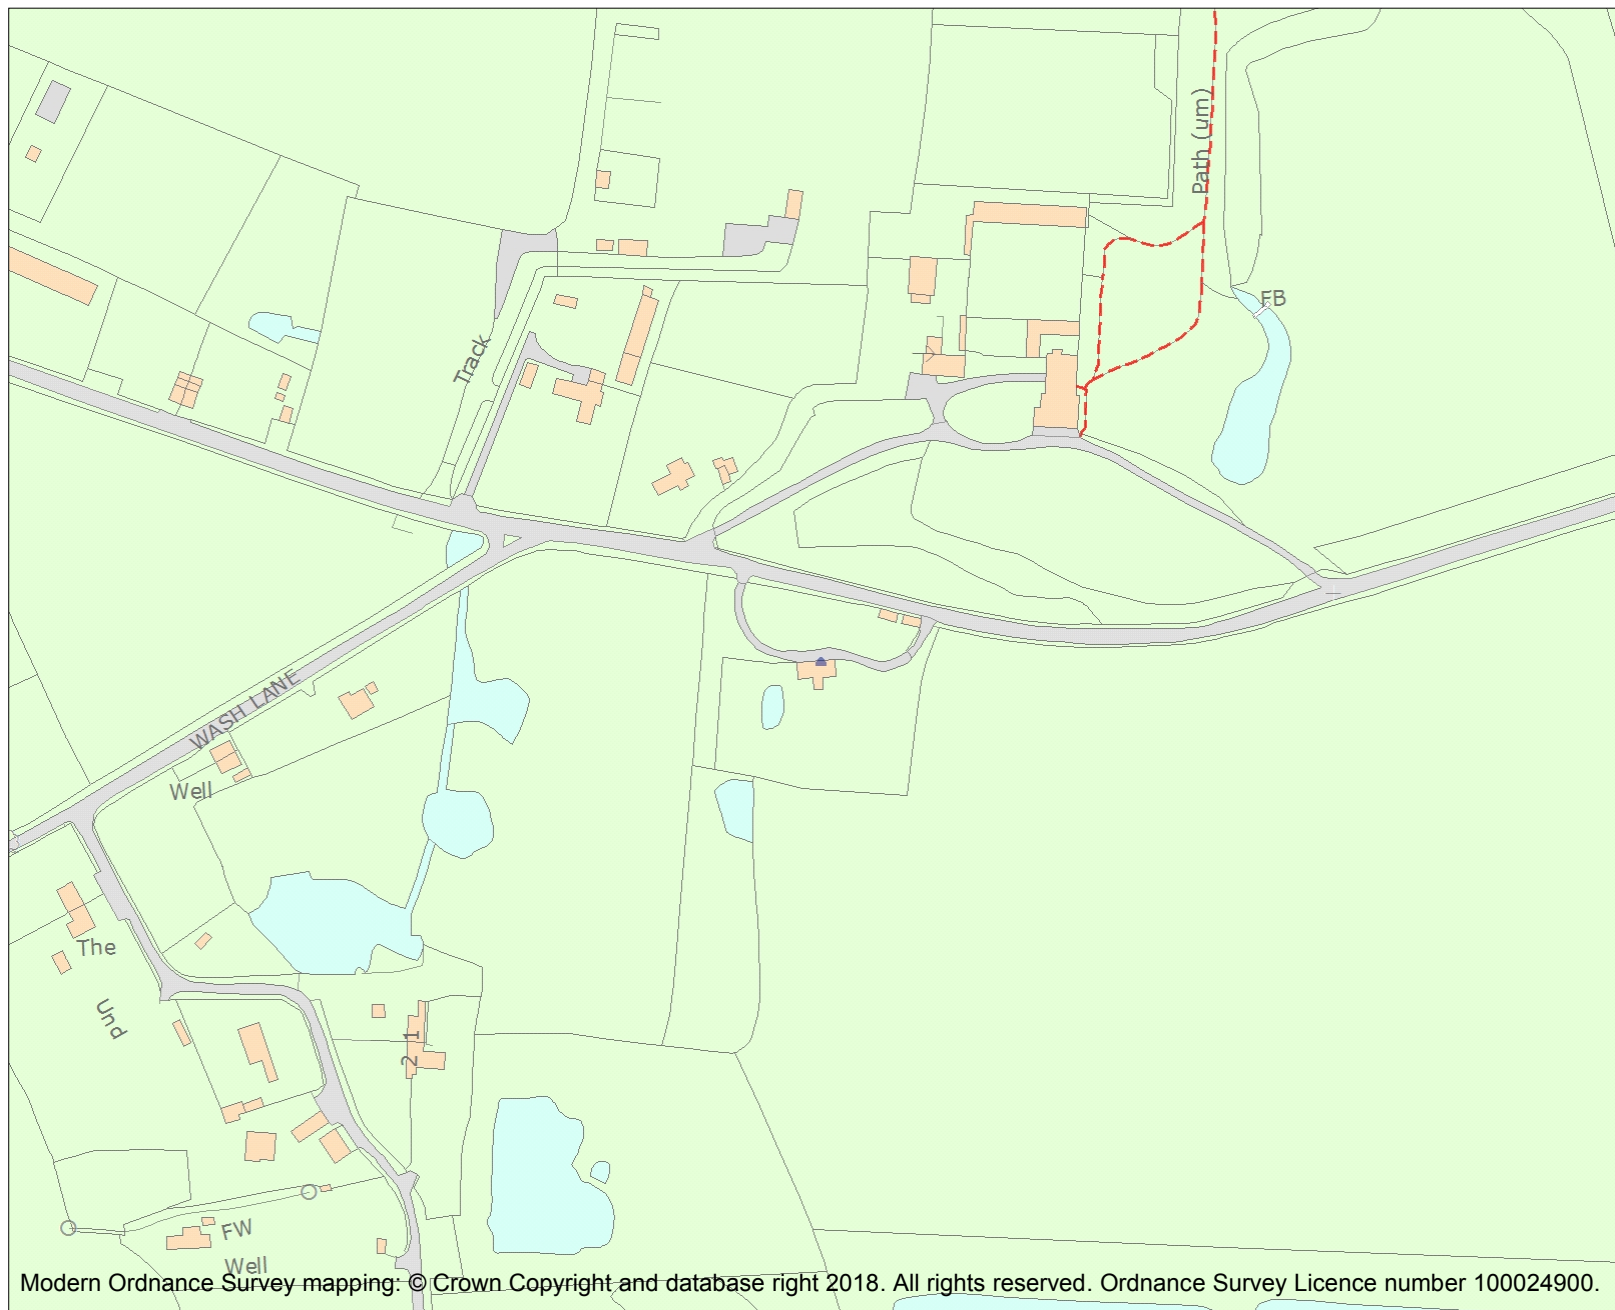 Path (um)
FB
Track
WASH LANE
Well
The
Und
1
2
FW
Well
Modern Ordnance Survey mapping: © Crown Copyright and database right 2018. All rights reserved. Ordnance Survey Licence number 100024900.